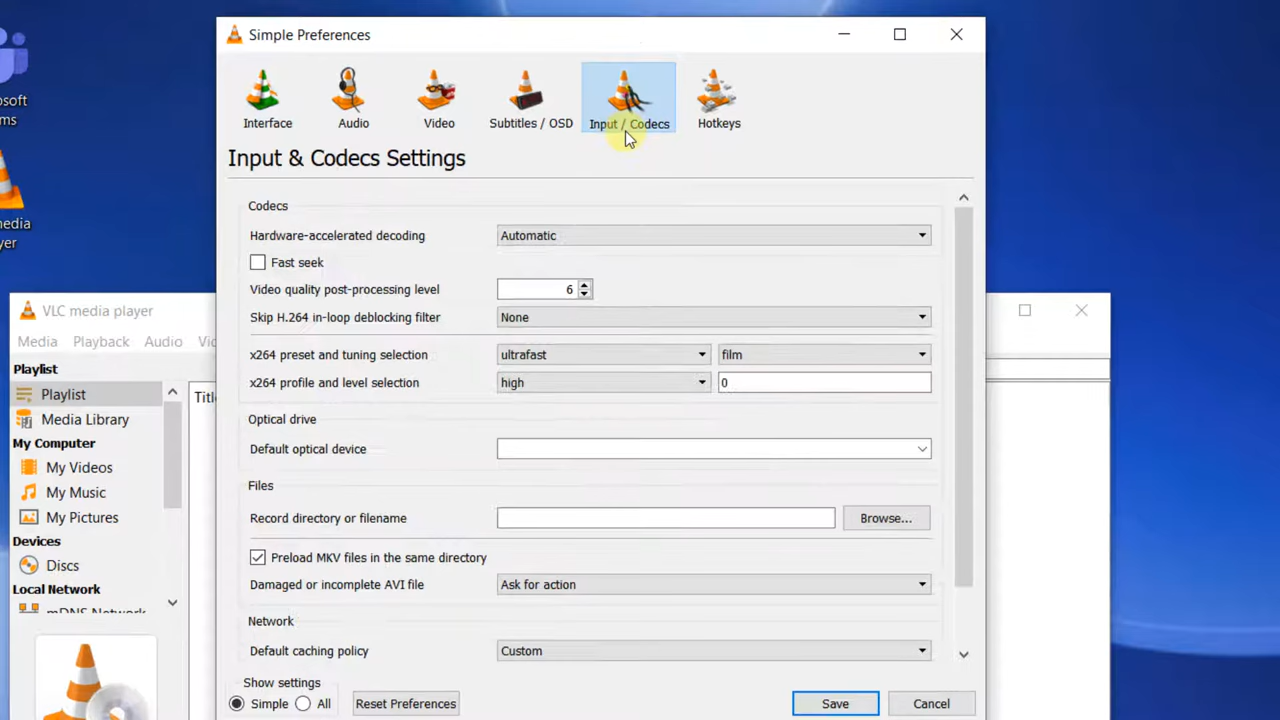 Simple Preferences
Interface
Audio
Video
Subtitles / OSD
Input / Codecs
Hotkeys
Input & Codecs Settings
Codecs
Hardware-accelerated decoding Automatic
Fast seek
Video quality post-processing level 6
Skip H.264 in-loop deblocking filter None
x264 preset and tuning selection ultrafast film
x264 profile and level selection high 0
Optical drive
Default optical device
Files
Record directory or filename Browse...
Preload MKV files in the same directory
Damaged or incomplete AVI file Ask for action
Network
Default caching policy Custom
Show settings
Simple All Reset Preferences Save Cancel
VLC media player
Media Playback Audio
Playlist
Playlist
Media Library
My Computer
My Videos
My Music
My Pictures
Devices
Discs
Local Network